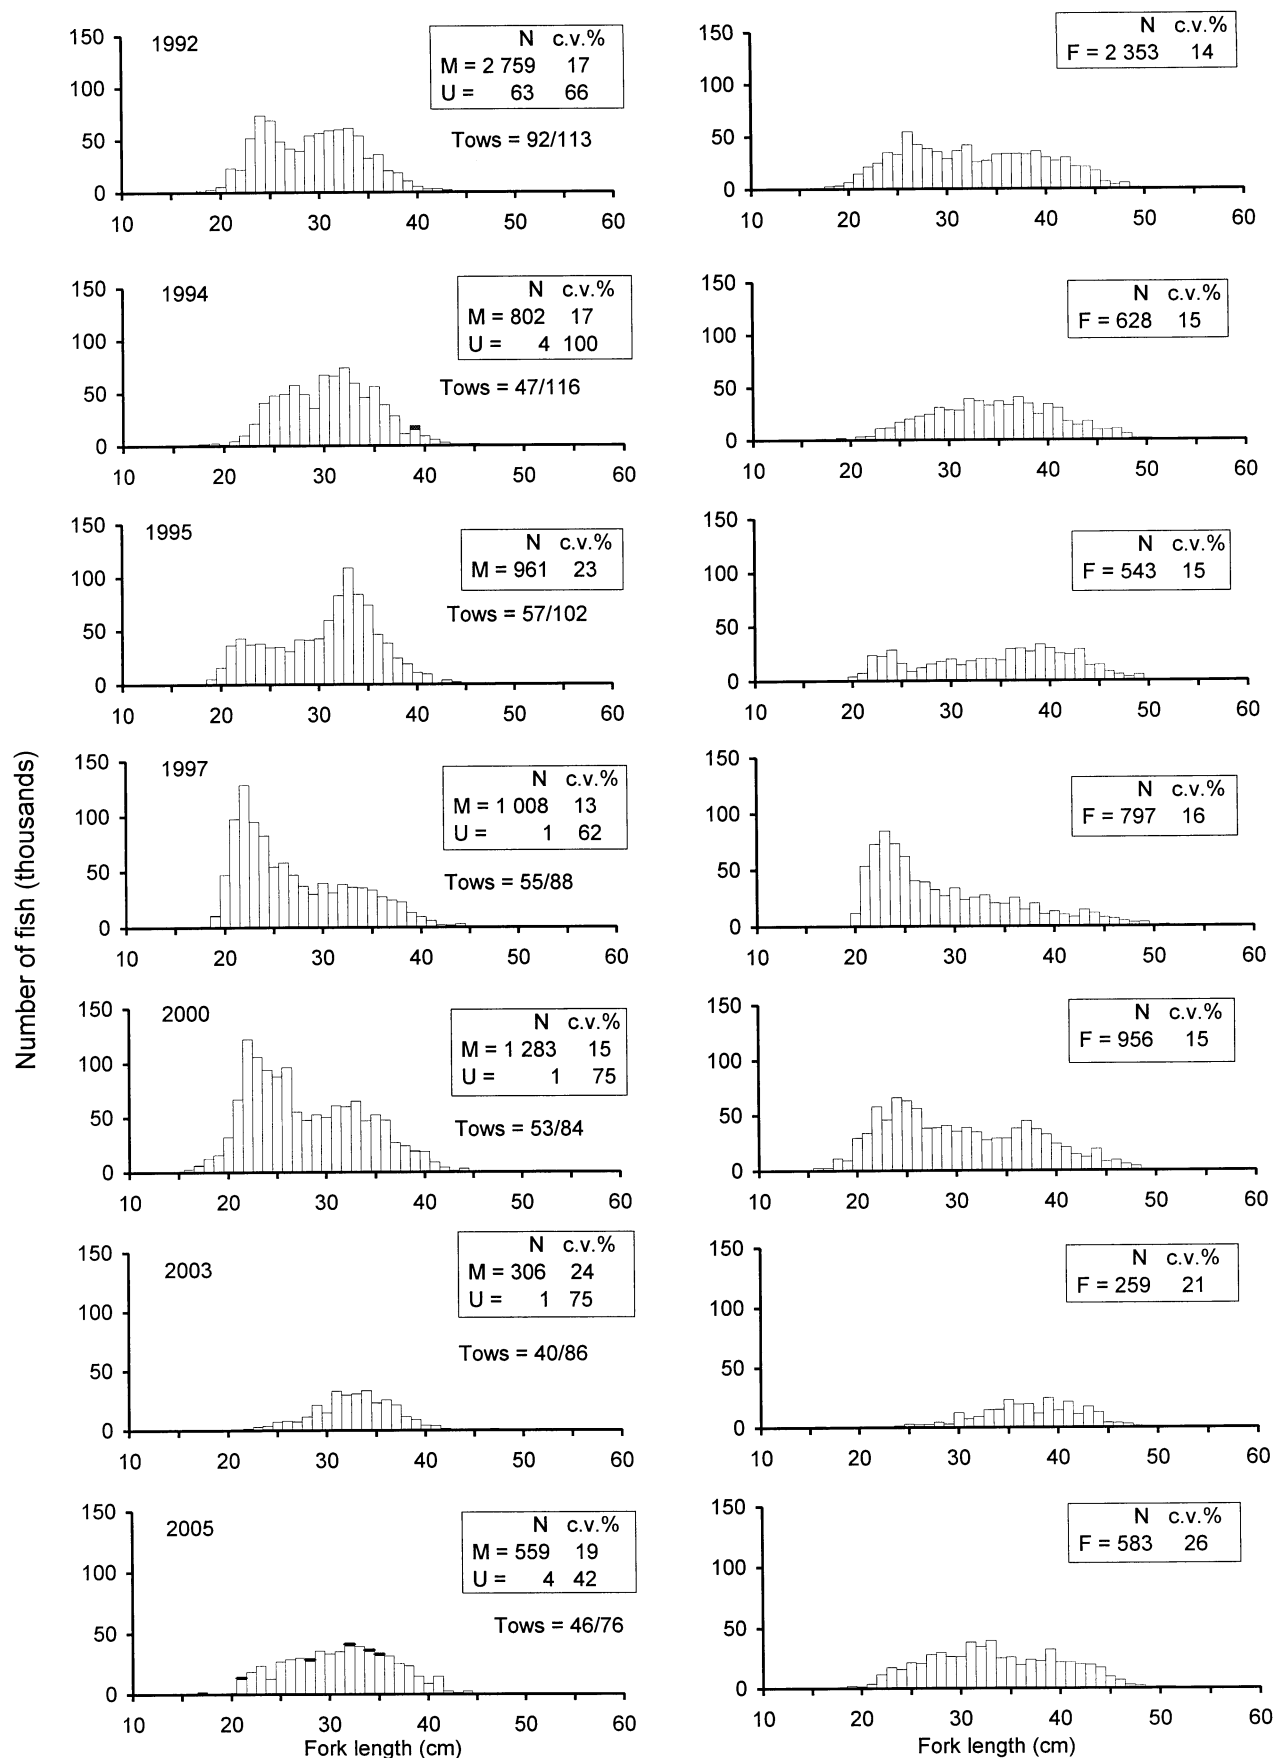 Number of fish (thousands)
1992
N c.v.%
M = 2 759 17
U = 63 66
Tows = 92/113
150
100
50
0
10 20 30 40 50 60
N c.v.%
F = 2 353 14
150
100
50
0
10 20 30 40 50 60
1994
N c.v.%
M = 802 17
U = 4 100
Tows = 47/116
150
100
50
0
10 20 30 40 50 60
N c.v.%
F = 628 15
150
100
50
0
10 20 30 40 50 60
1995
N c.v.%
M = 961 23
Tows = 57/102
150
100
50
0
10 20 30 40 50 60
N c.v.%
F = 543 15
150
100
50
0
10 20 30 40 50 60
1997
N c.v.%
M = 1 008 13
U = 1 62
Tows = 55/88
150
100
50
0
10 20 30 40 50 60
N c.v.%
F = 797 16
150
100
50
0
10 20 30 40 50 60
2000
N c.v.%
M = 1 283 15
U = 1 75
Tows = 53/84
150
100
50
0
10 20 30 40 50 60
N c.v.%
F = 956 15
150
100
50
0
10 20 30 40 50 60
2003
N c.v.%
M = 306 24
U = 1 75
Tows = 40/86
150
100
50
0
10 20 30 40 50 60
N c.v.%
F = 259 21
150
100
50
0
10 20 30 40 50 60
2005
N c.v.%
M = 559 19
U = 4 42
Tows = 46/76
150
100
50
0
10 20 30 40 50 60
Fork length (cm)
N c.v.%
F = 583 26
150
100
50
0
10 20 30 40 50 60
Fork length (cm)